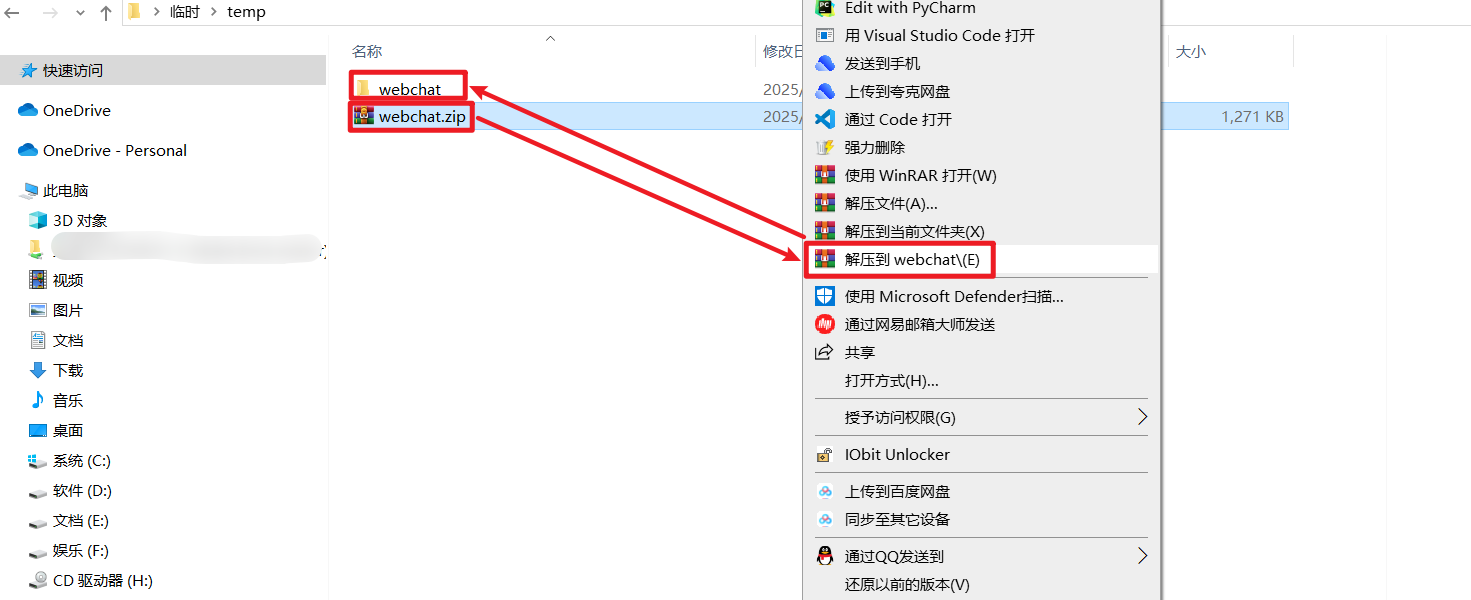 临时 temp
名称
修改日
大小
快速访问
OneDrive
OneDrive - Personal
此电脑
3D 对象
视频
图片
文档
下载
音乐
桌面
系统 (C:)
软件 (D:)
文档 (E:)
娱乐 (F:)
CD 驱动器 (H:)
webchat 2025/
webchat.zip 2025/ 1,271 KB
Edit with PyCharm
用 Visual Studio Code 打开
发送到手机
上传到夸克网盘
通过 Code 打开
强力删除
使用 WinRAR 打开(W)
解压文件(A)...
解压到当前文件夹(X)
解压到 webchat\(E)
使用 Microsoft Defender扫描...
通过网易邮箱大师发送
共享
打开方式(H)...
授予访问权限(G)
IObit Unlocker
上传到百度网盘
同步至其它设备
通过QQ发送到
还原以前的版本(V)